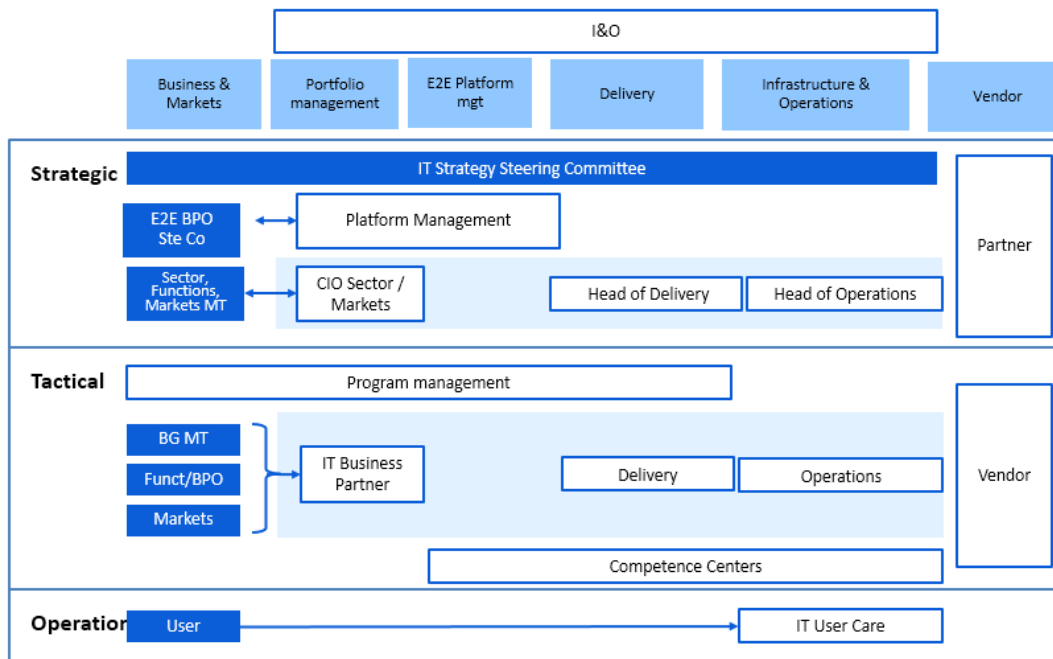 I&O
Business &
Markets
Portfolio
management
E2E Platform
mgt
Delivery
Infrastructure &
Operations
Vendor
Strategic
IT Strategy Steering Committee
E2E BPO
Ste Co
Platform Management
Partner
Sector,
Functions,
Markets MT
CIO Sector /
Markets
Head of Delivery
Head of Operations
Tactical
Program management
BG MT
Funct/BPO
Markets
IT Business
Partner
Delivery
Operations
Vendor
Competence Centers
Operation
User
IT User Care